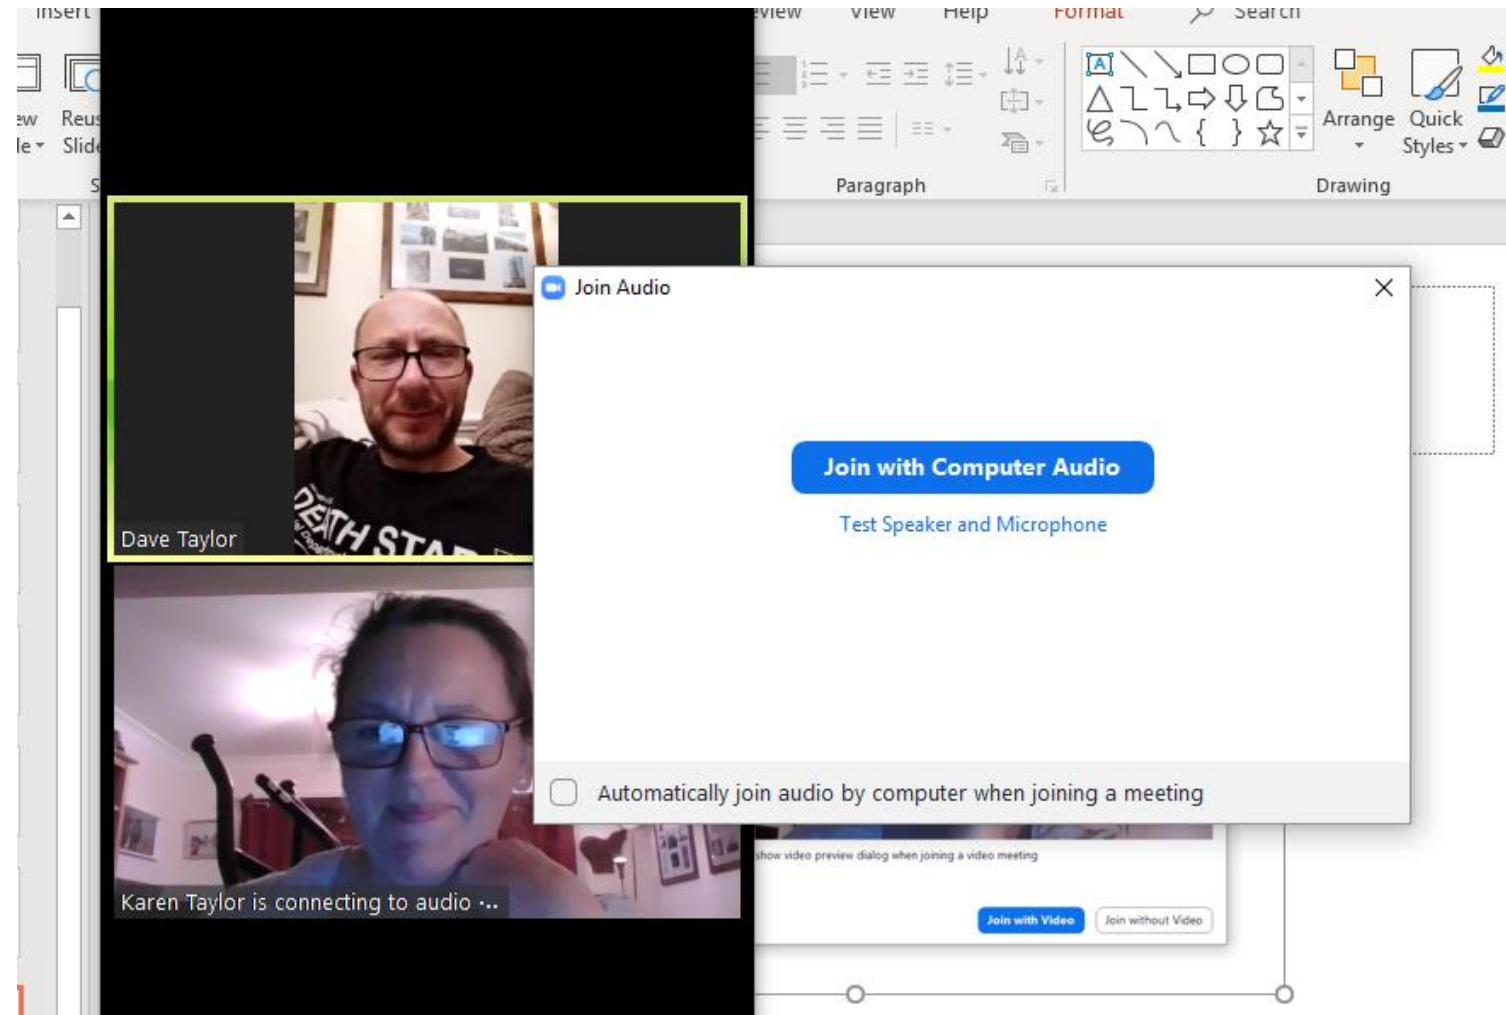 Insert
View
Help
Format
Search
Reus
Slide
Arrange
Quick
Styles
Paragraph
Drawing
Join Audio
Join with Computer Audio
Test Speaker and Microphone
Dave Taylor
DEATH STAR
Automatically join audio by computer when joining a meeting
show video preview dialog when joining a video meeting
Karen Taylor is connecting to audio ...
Join with Video
Join without Video